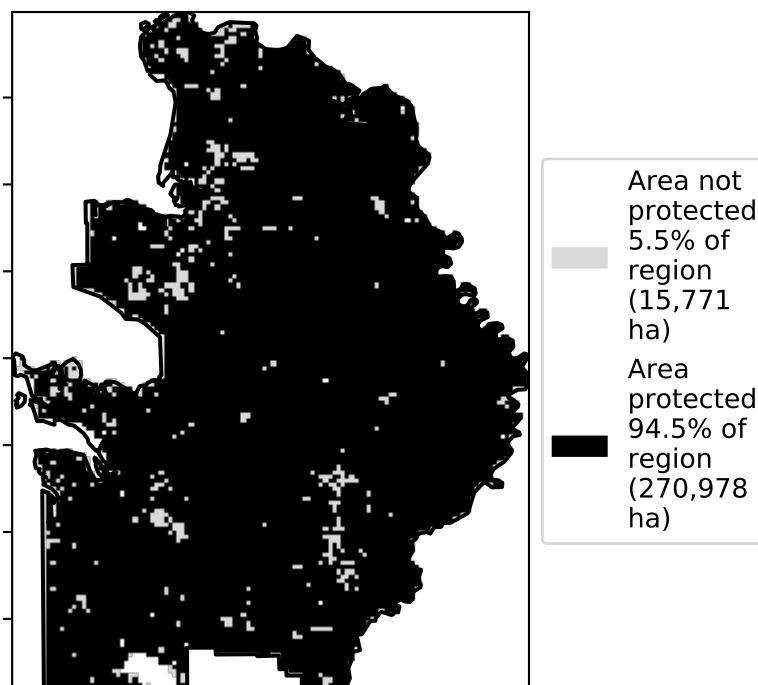 Area not
protected
5.5% of
region
(15,771
ha)
Area
protected
94.5% of
region
(270,978
ha)